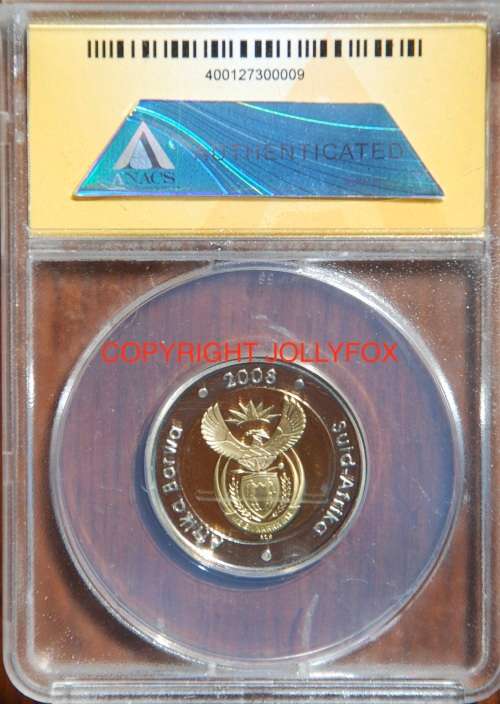 400127300009
ANACS
AUTHENTICATED
COPYRIGHT JOLLYFOX
2008
Afrika Borwa
Suid-Afrika